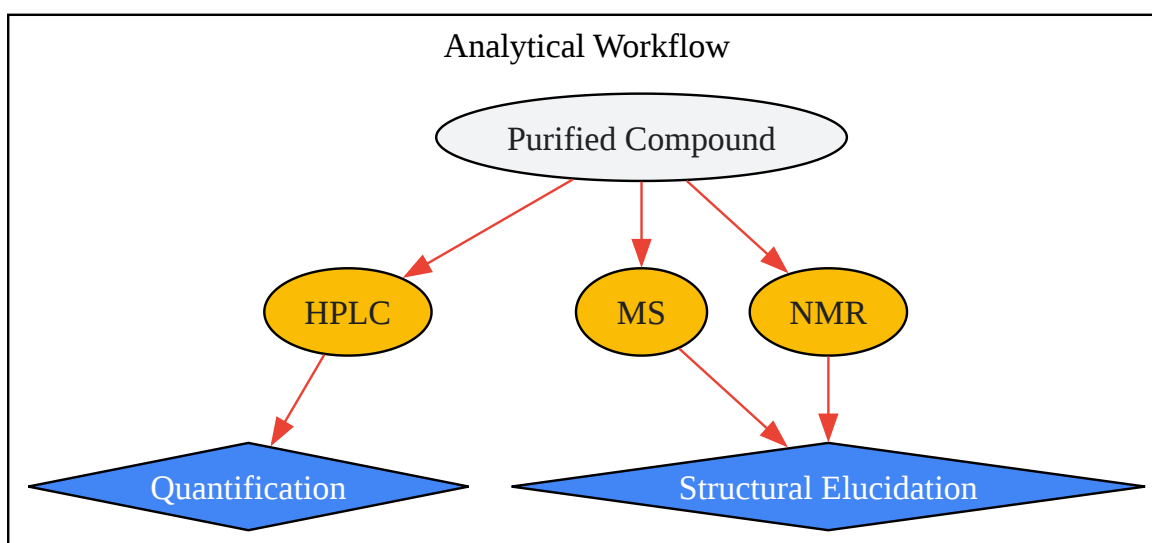 Analytical Workflow
Purified Compound
HPLC
MS
NMR
Quantification
Structural Elucidation